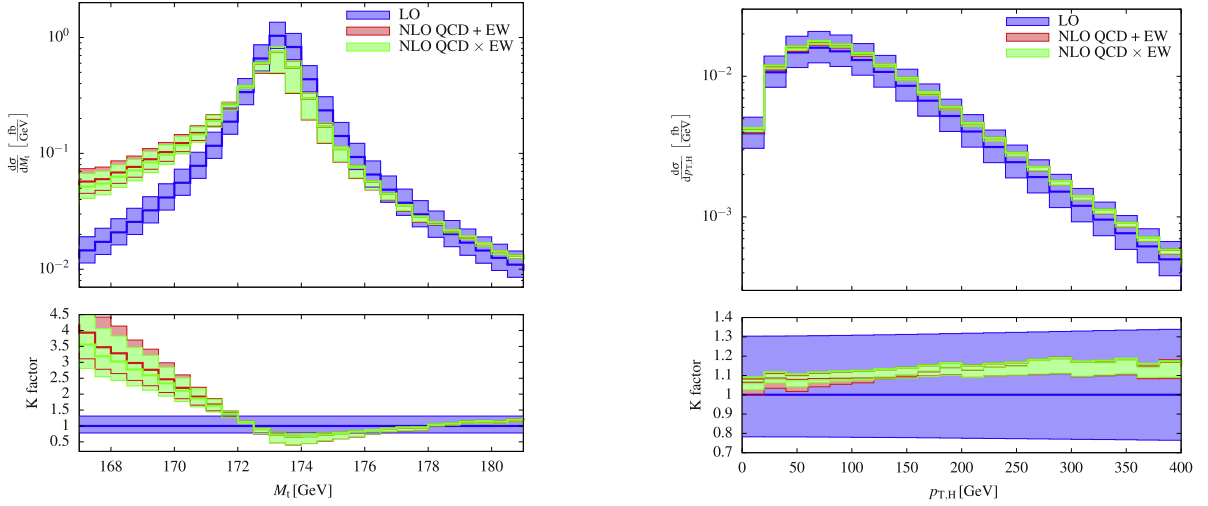 LO
NLO QCD + EW
NLO QCD × EW
10^0
10^-1
10^-2
dσ/dM_t [fb/GeV]
4.5
4
3.5
3
2.5
2
1.5
1
0.5
K factor
168 170 172 174 176 178 180
M_t [GeV]
LO
NLO QCD + EW
NLO QCD × EW
10^-2
10^-3
dσ/dp_T,H [fb/GeV]
1.4
1.3
1.2
1.1
1
0.9
0.8
0.7
K factor
0 50 100 150 200 250 300 350 400
p_T,H [GeV]